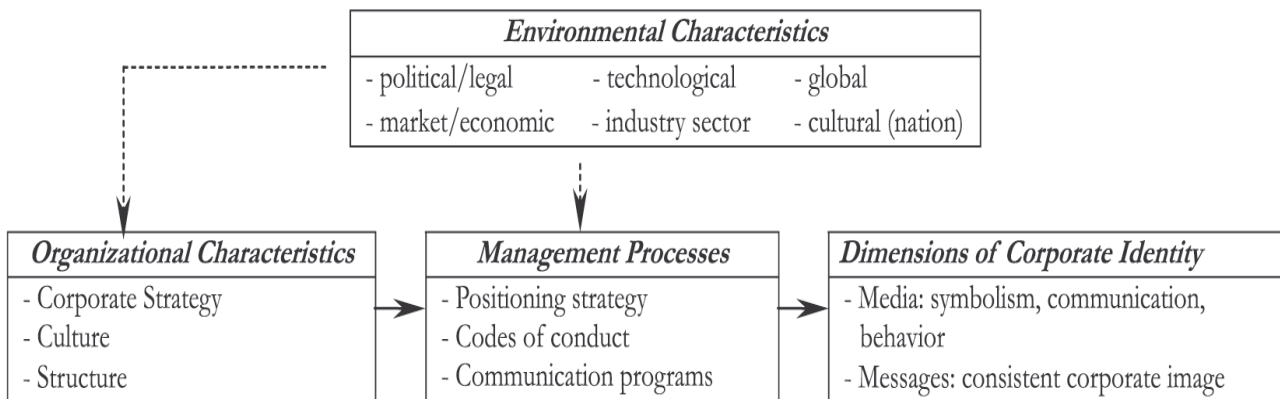 Environmental Characteristics
- political/legal - technological - global
- market/economic - industry sector - cultural (nation)
Organizational Characteristics
- Corporate Strategy
- Culture
- Structure
Management Processes
- Positioning strategy
- Codes of conduct
- Communication programs
Dimensions of Corporate Identity
- Media: symbolism, communication,
behavior
- Messages: consistent corporate image